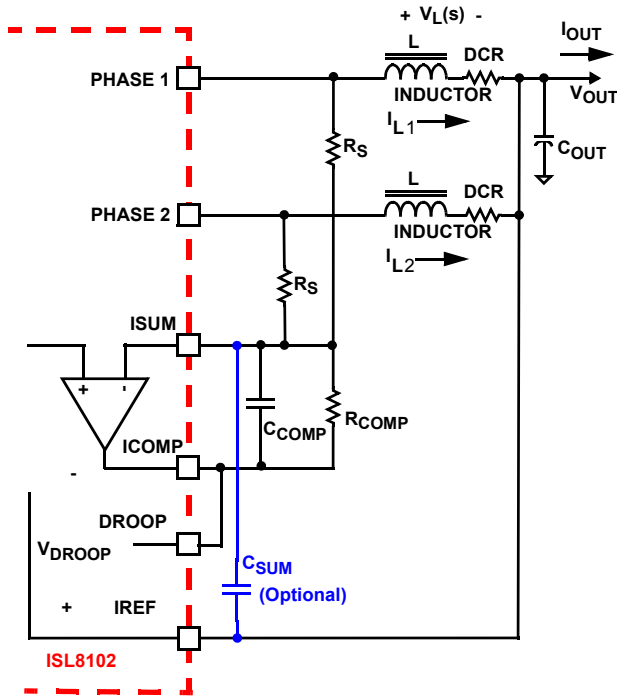 + VL(s) -
IOUT
L
DCR
PHASE 1
INDUCTOR
VOUT
IL1
COUT
RS
L
DCR
PHASE 2
INDUCTOR
IL2
RS
ISUM
+ -
CCOMP
RCOMP
ICOMP
-
DROOP
VDROOP
CSUM
(Optional)
+
IREF
ISL8102